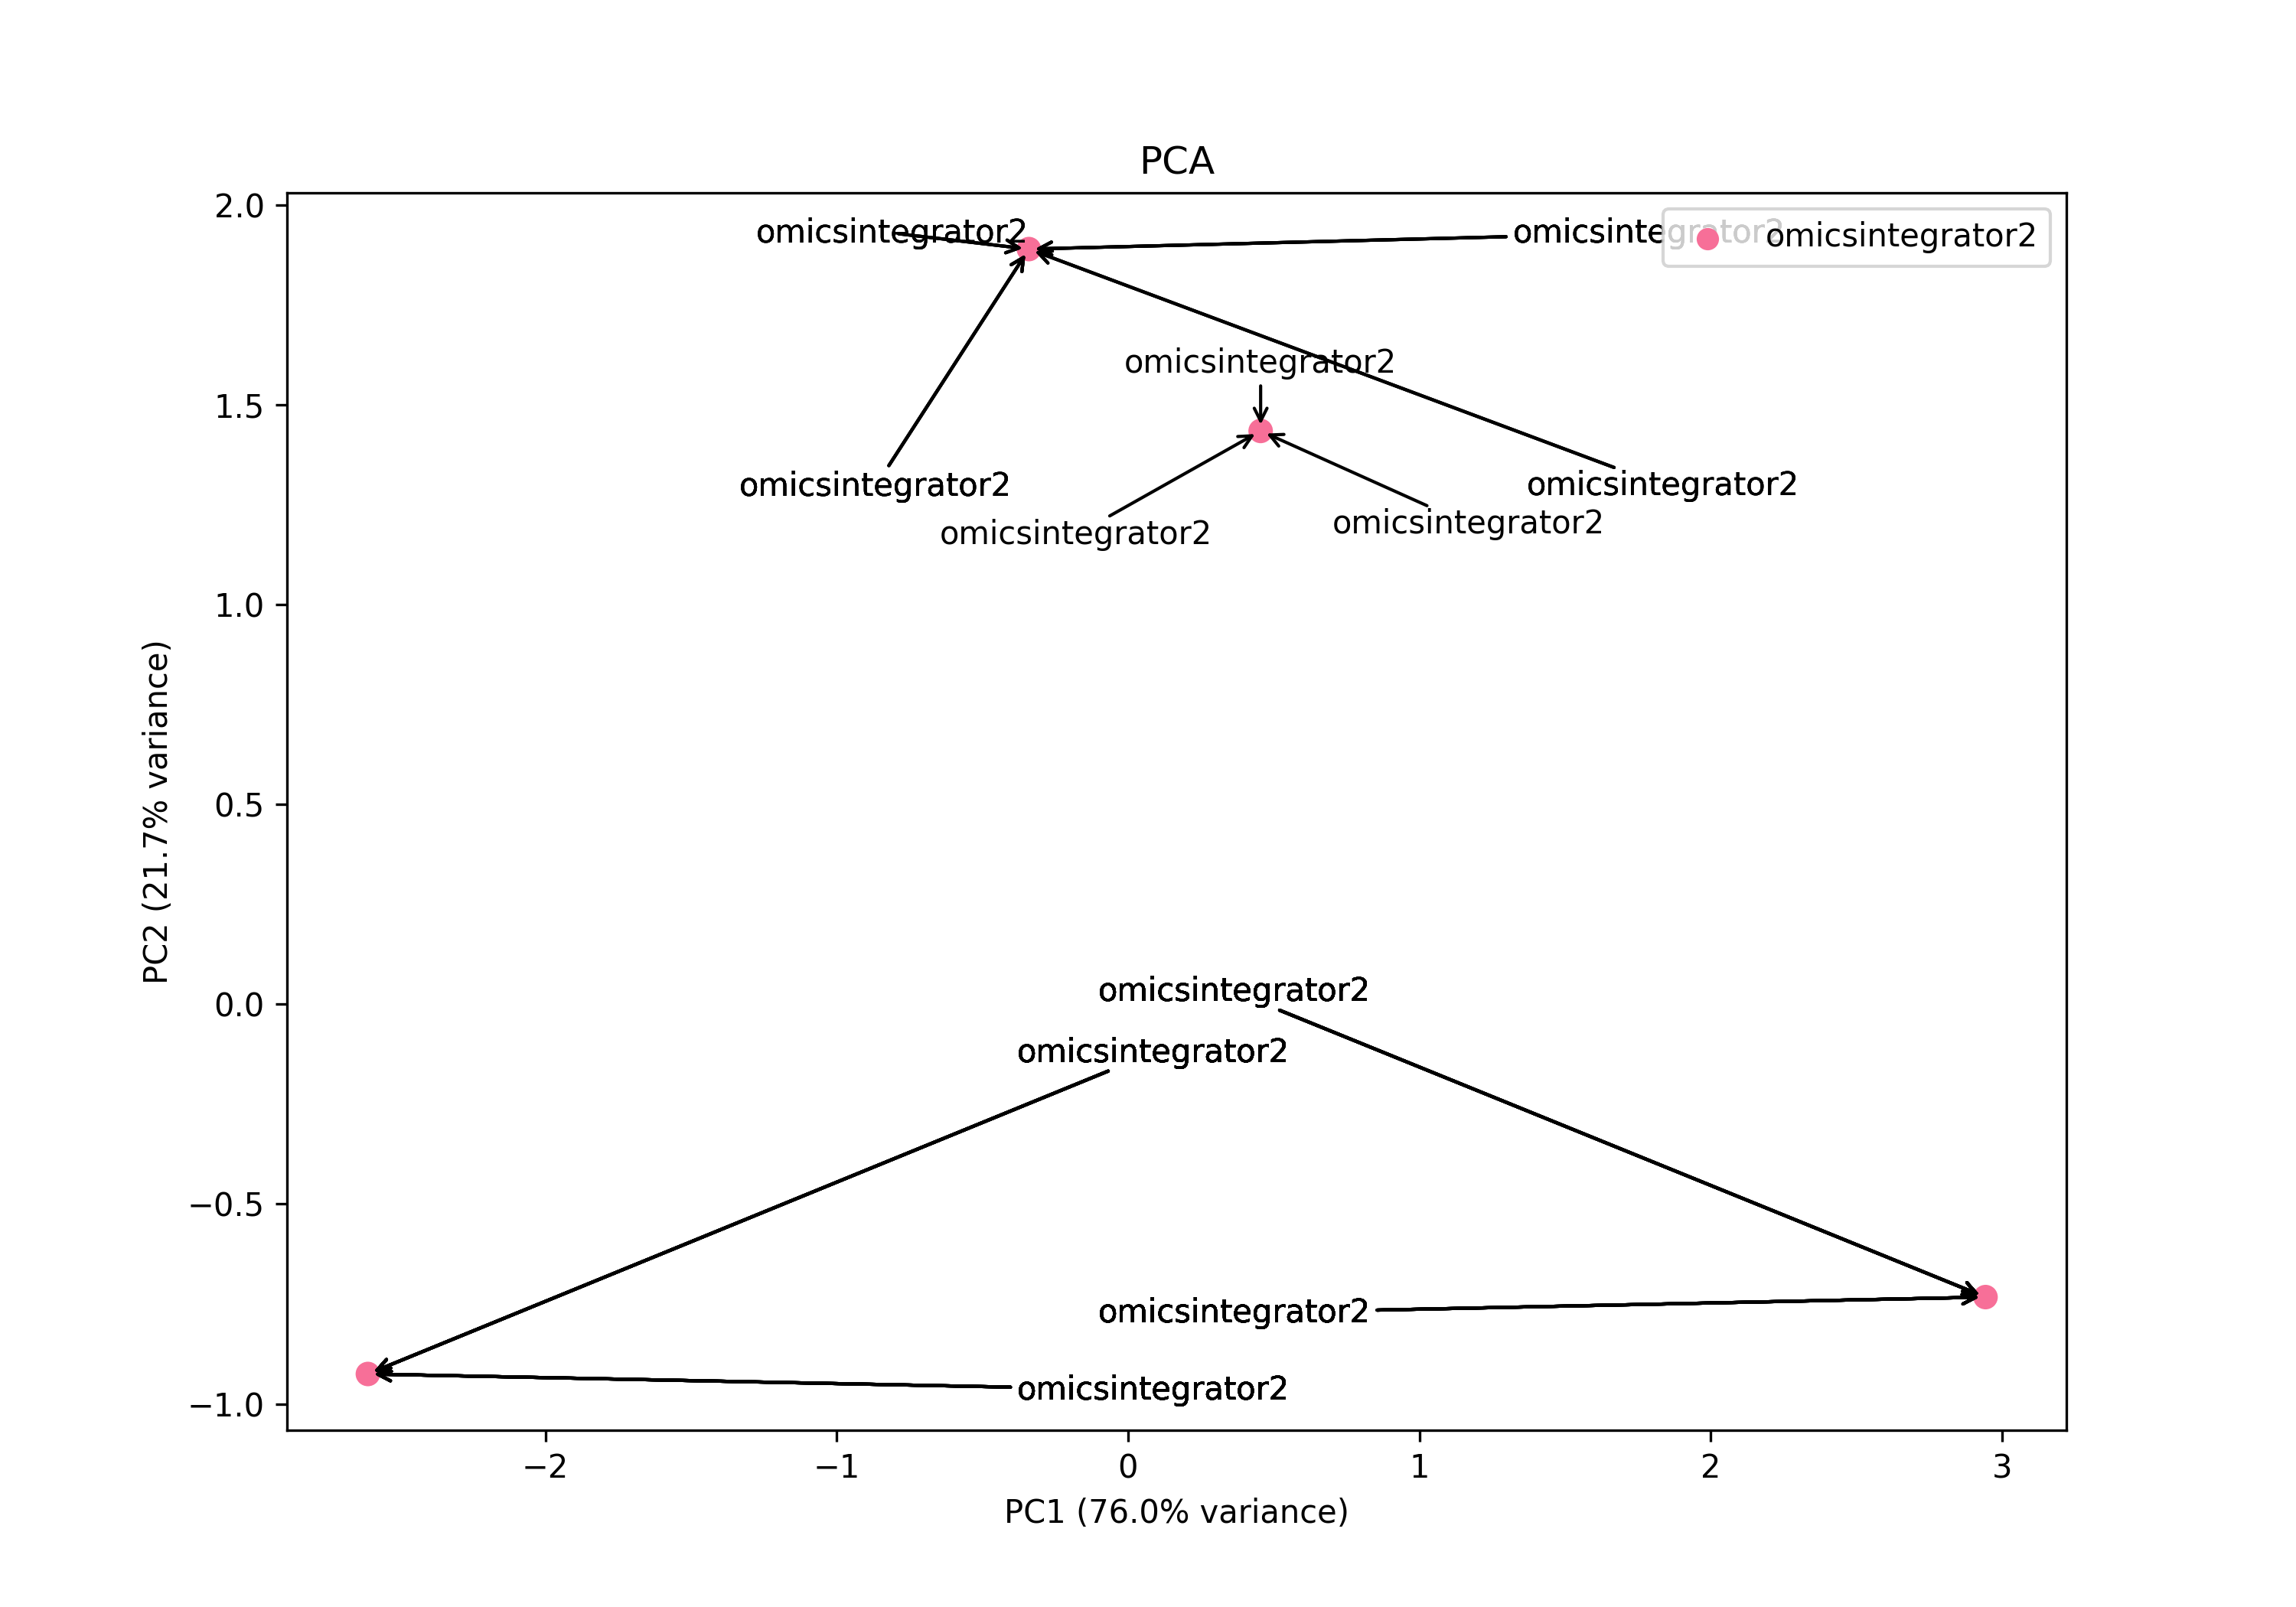 PCA
2.0
omicsintegrator2
omicsintegrator2
omicsintegrator2
omicsintegrator2
1.5
omicsintegrator2
omicsintegrator2
omicsintegrator2
omicsintegrator2
1.0
PC2 (21.7% variance)
0.5
omicsintegrator2
0.0
omicsintegrator2
−0.5
omicsintegrator2
omicsintegrator2
−1.0
−2 −1 0 1 2 3
PC1 (76.0% variance)